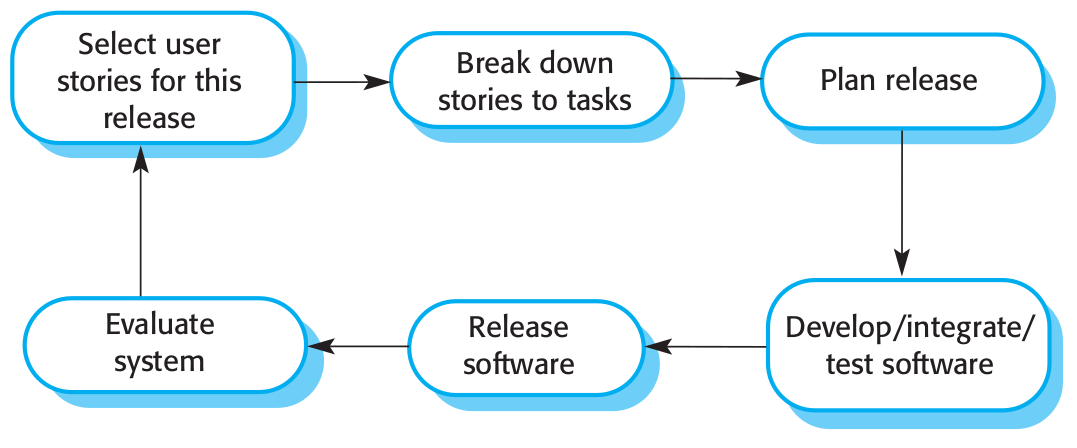 Select user
stories for this
release
Break down
stories to tasks
Plan release
Evaluate
system
Release
software
Develop/integrate/
test software